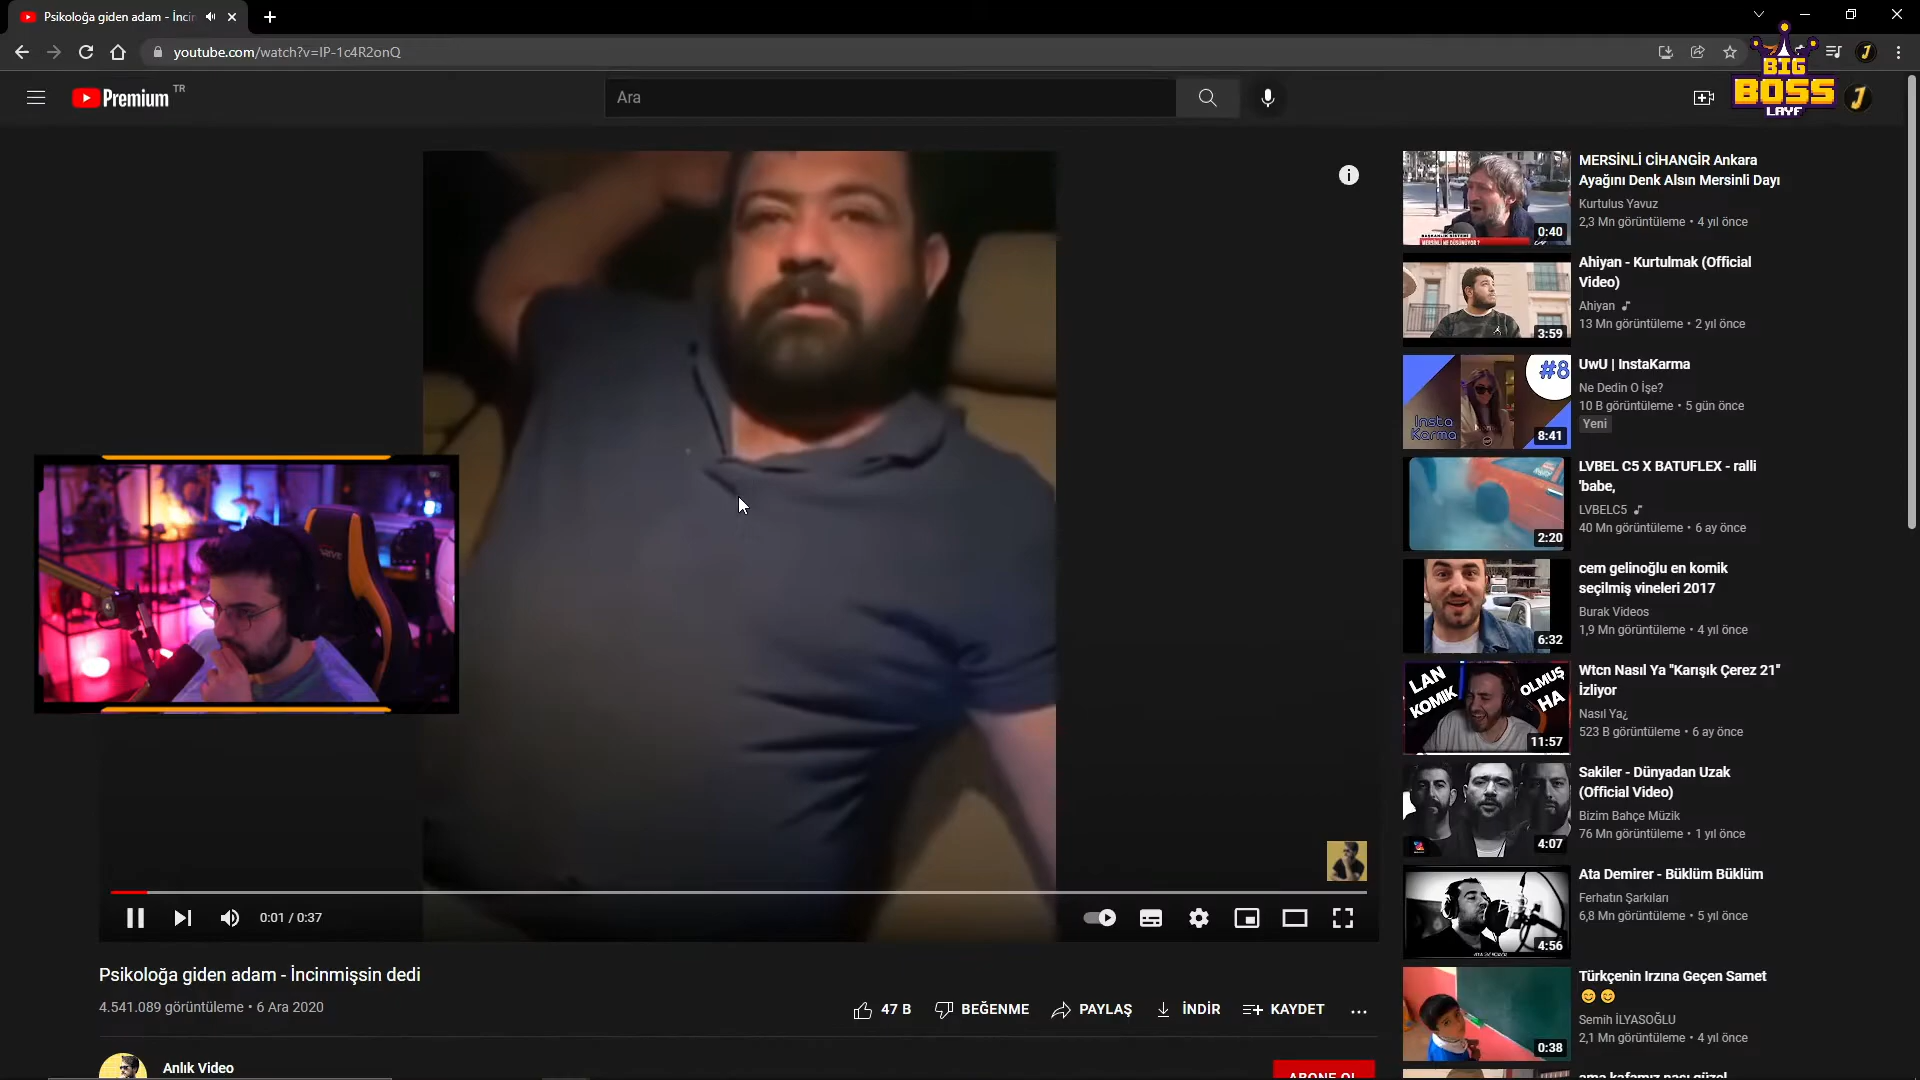 Psikoloğa giden adam - İncin
youtube.com/watch?v=IP-1c4R2onQ
Premium TR
Ara
BIG
BOSS
LAYF
J
J
MERSİNLİ CİHANGİR Ankara
Ayağını Denk Alsın Mersinli Dayı
Kurtulus Yavuz
2,3 Mn görüntüleme • 4 yıl önce
0:40
Ahiyan - Kurtulmak (Official
Video)
Ahiyan
13 Mn görüntüleme • 2 yıl önce
3:59
UwU | InstaKarma
Ne Dedin O İşe?
10 B görüntüleme • 5 gün önce
Yeni
#8
Insta
Karma
8:41
LVBEL C5 X BATUFLEX - ralli
'babe,
LVBELC5
40 Mn görüntüleme • 6 ay önce
2:20
cem gelinoğlu en komik
seçilmiş vineleri 2017
Burak Videos
1,9 Mn görüntüleme • 4 yıl önce
6:32
Wtcn Nasıl Ya "Karışık Çerez 21"
İzliyor
Nasıl Ya¿
523 B görüntüleme • 6 ay önce
LAN
KOMIK
OLMUŞ
HA
11:57
Sakiler - Dünyadan Uzak
(Official Video)
Bizim Bahçe Müzik
76 Mn görüntüleme • 1 yıl önce
4:07
Ata Demirer - Büklüm Büklüm
Ferhatın Şarkıları
6,8 Mn görüntüleme • 5 yıl önce
4:56
Türkçenin Irzına Geçen Samet
😊 😊
Semih İLYASOĞLU
2,1 Mn görüntüleme • 4 yıl önce
0:38
0:01 / 0:37
Psikoloğa giden adam - İncinmişsin dedi
4.541.089 görüntüleme • 6 Ara 2020
47 B
BEĞENME
PAYLAŞ
İNDİR
KAYDET
Anlık Video
ABONE OL